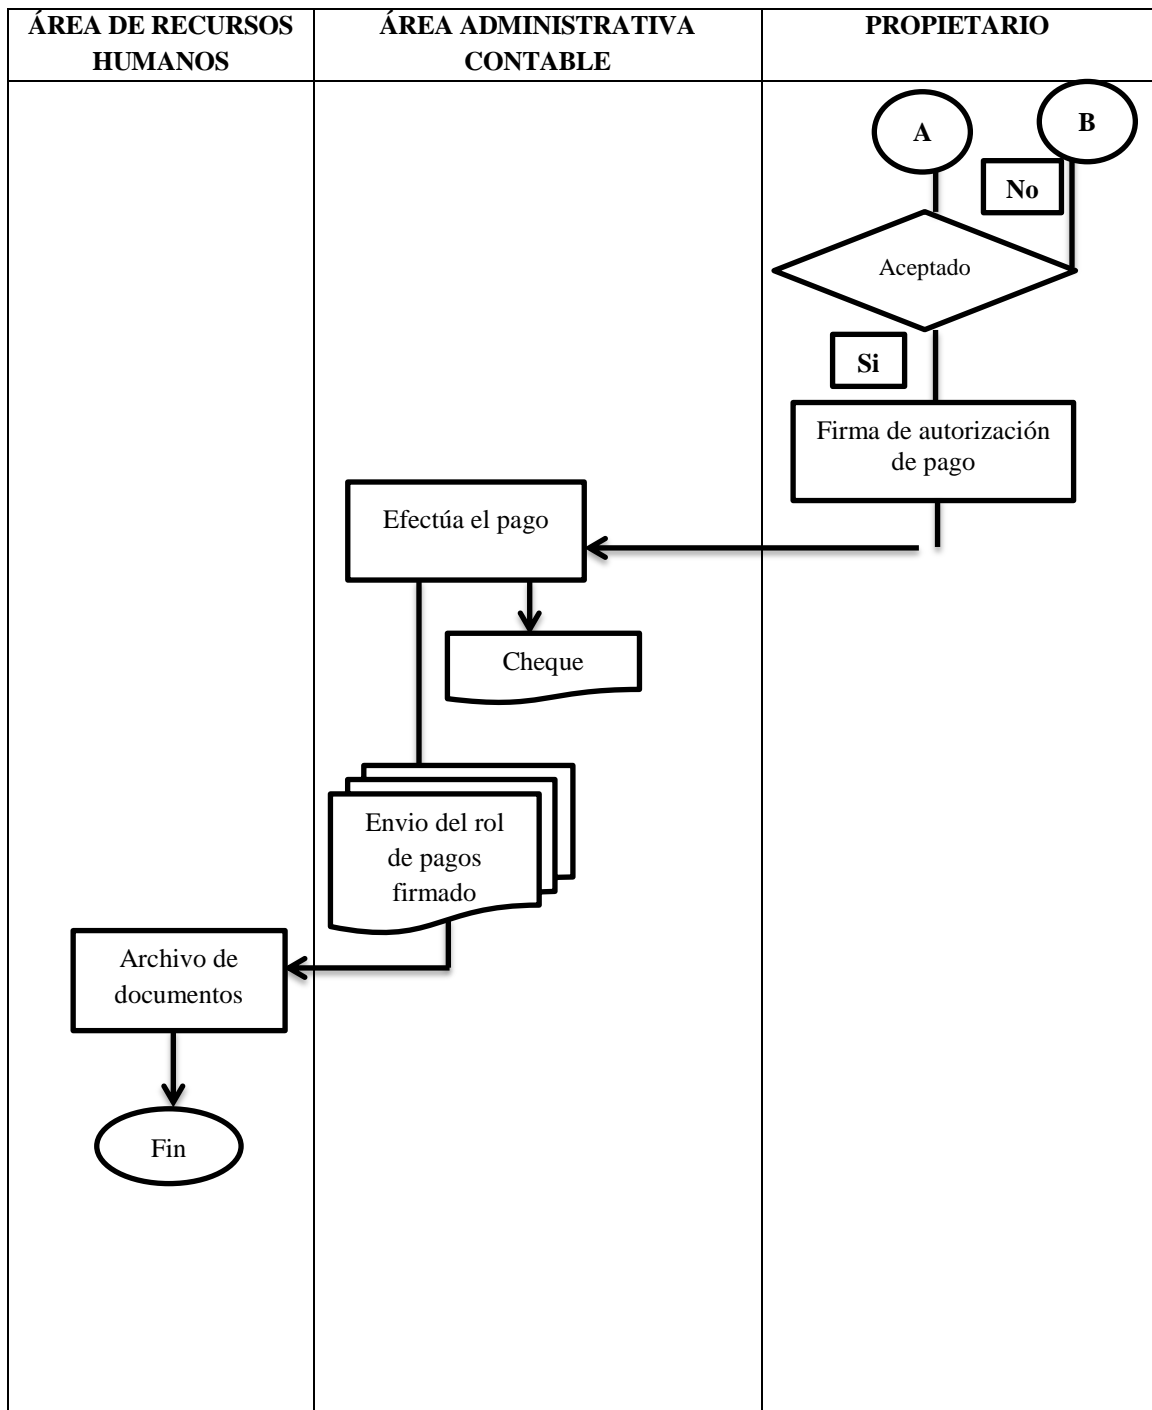 ÁREA DE RECURSOS
HUMANOS
ÁREA ADMINISTRATIVA
CONTABLE
PROPIETARIO
A
B
No
Aceptado
Si
Firma de autorización
de pago
Efectúa el pago
Cheque
Envio del rol
de pagos
firmado
Archivo de
documentos
Fin